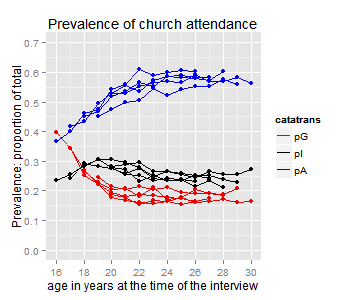 Prevalence of church attendance
0.7
0.6
0.5
0.4
0.3
0.2
0.1
0.0
Prevalence: proportion of total
16 18 20 22 24 26 28 30
age in years at the time of the interview
catatrans
pG
pI
pA